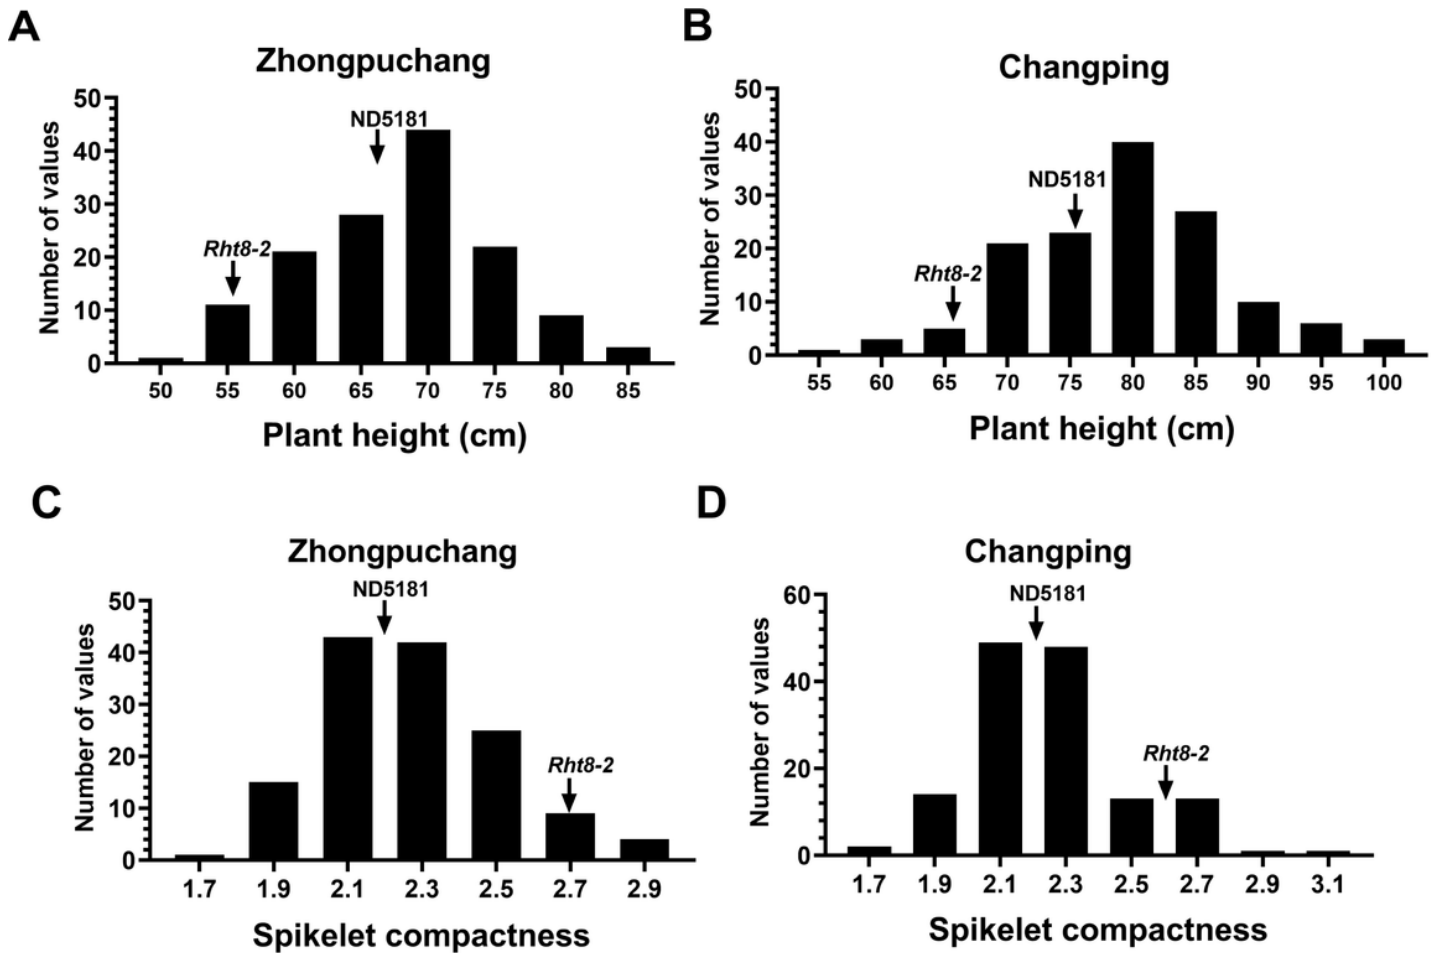 A
Zhongpuchang
Number of values
50
40
30
20
10
0
ND5181
Rht8-2
50 55 60 65 70 75 80 85
Plant height (cm)
B
Changping
Number of values
50
40
30
20
10
0
ND5181
Rht8-2
55 60 65 70 75 80 85 90 95 100
Plant height (cm)
C
Zhongpuchang
Number of values
50
40
30
20
10
0
ND5181
Rht8-2
1.7 1.9 2.1 2.3 2.5 2.7 2.9
Spikelet compactness
D
Changping
Number of values
60
40
20
0
ND5181
Rht8-2
1.7 1.9 2.1 2.3 2.5 2.7 2.9 3.1
Spikelet compactness